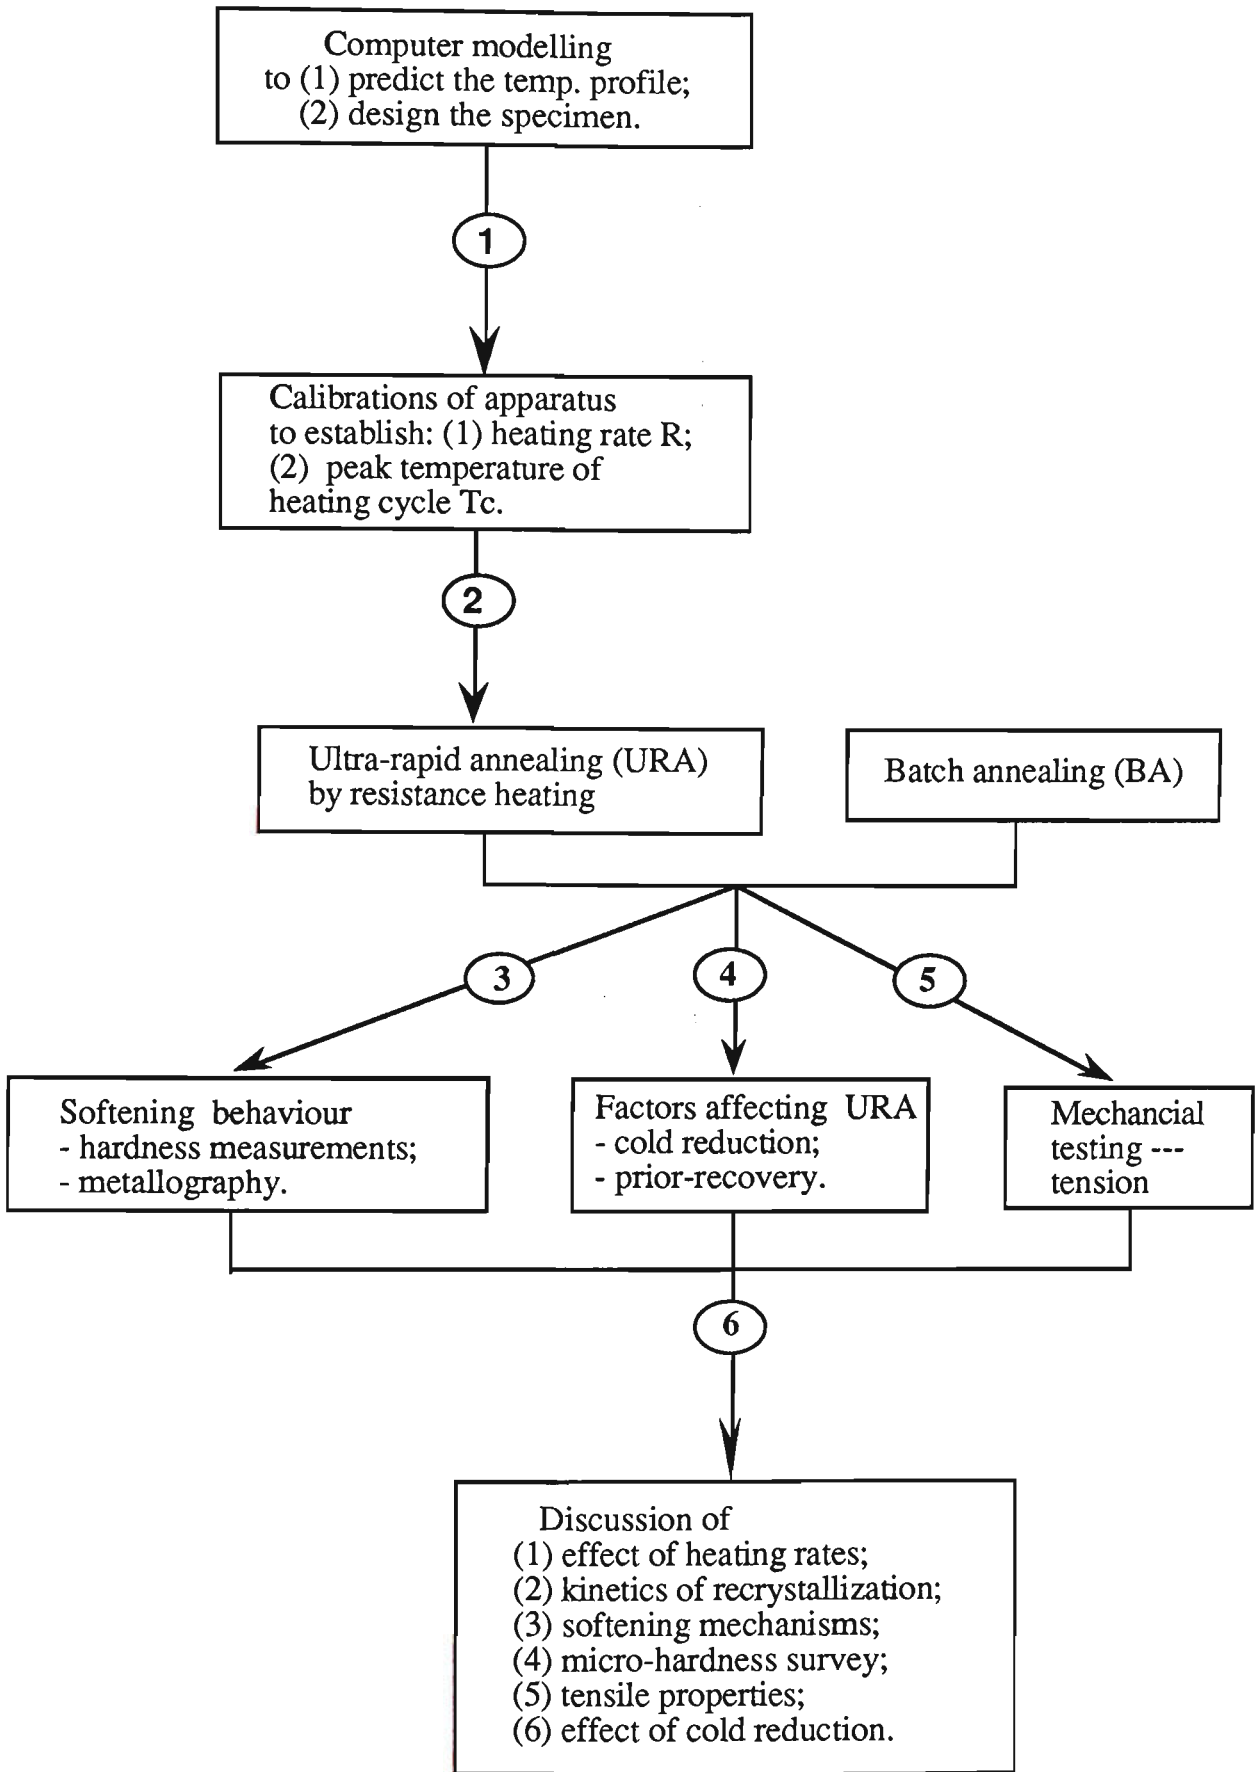 Computer modelling
to (1) predict the temp. profile;
(2) design the specimen.
1
Calibrations of apparatus
to establish: (1) heating rate R;
(2) peak temperature of
heating cycle Tc.
2
Ultra-rapid annealing (URA)
by resistance heating
Batch annealing (BA)
3
4
5
Softening behaviour
- hardness measurements;
- metallography.
Factors affecting URA
- cold reduction;
- prior-recovery.
Mechancial
testing ---
tension
6
Discussion of
(1) effect of heating rates;
(2) kinetics of recrystallization;
(3) softening mechanisms;
(4) micro-hardness survey;
(5) tensile properties;
(6) effect of cold reduction.